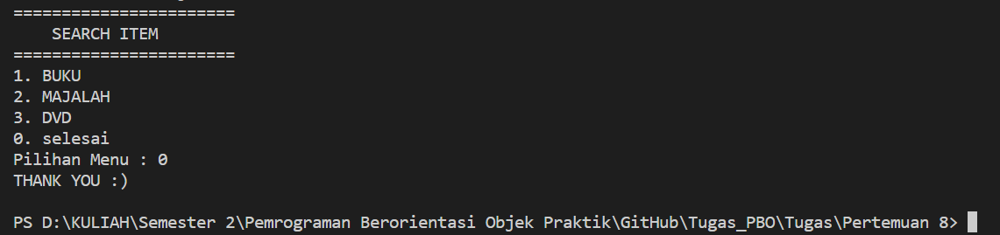 =======================
    SEARCH ITEM
=======================
1. BUKU
2. MAJALAH
3. DVD
0. selesai
Pilihan Menu : 0
THANK YOU :)
PS D:\KULIAH\Semester 2\Pemrograman Berorientasi Objek Praktik\GitHub\Tugas_PBO\Tugas\Pertemuan 8>